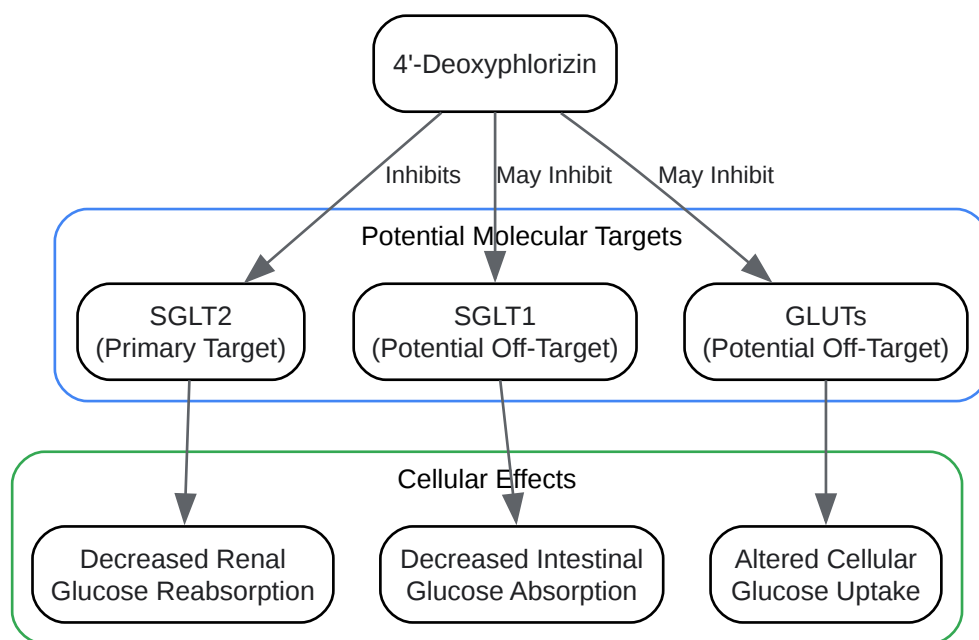 4'-Deoxyphlorizin
Inhibits
May Inhibit
May Inhibit
Potential Molecular Targets
SGLT2
(Primary Target)
SGLT1
(Potential Off-Target)
GLUTs
(Potential Off-Target)
Cellular Effects
Decreased Renal
Glucose Reabsorption
Decreased Intestinal
Glucose Absorption
Altered Cellular
Glucose Uptake